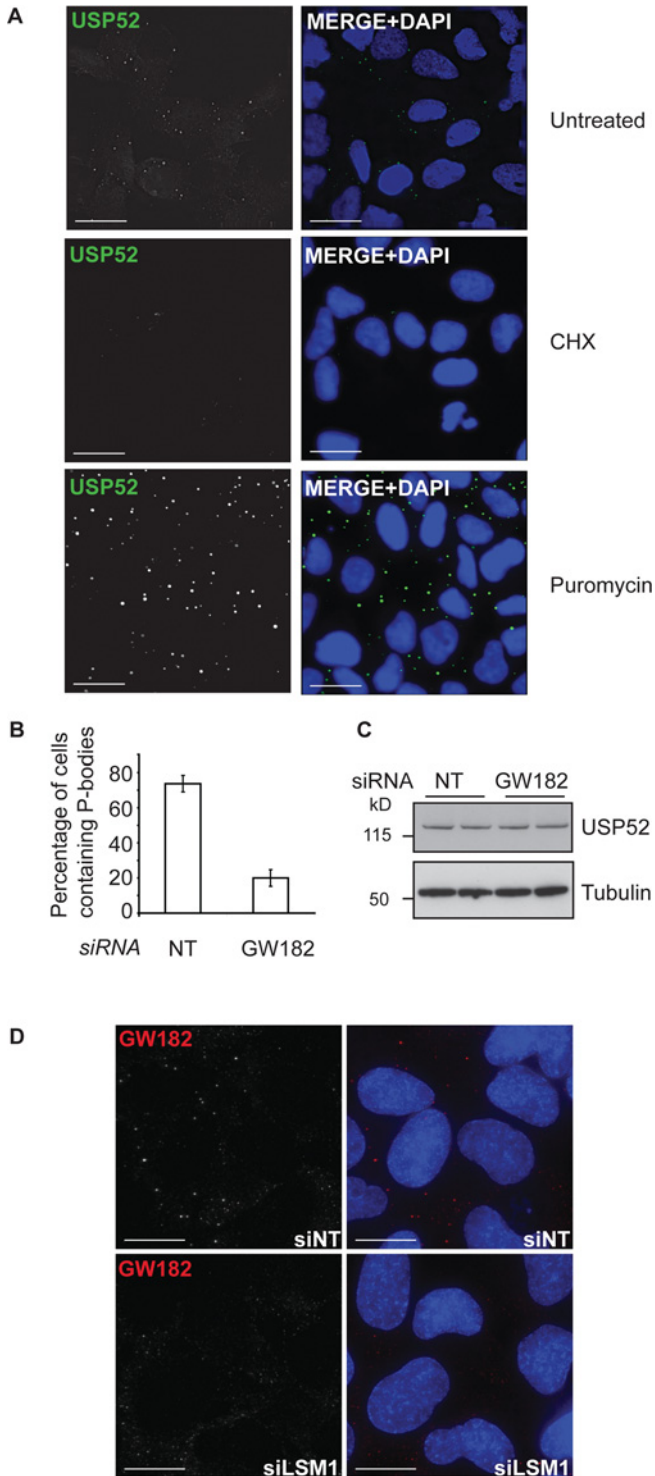 A
USP52
MERGE+DAPI
Untreated
USP52
MERGE+DAPI
CHX
USP52
MERGE+DAPI
Puromycin
B
Percentage of cells
containing P-bodies
80
60
40
20
0
siRNA NT GW182
C
siRNA NT GW182
kD
115
USP52
50
Tubulin
D
GW182
siNT
siNT
GW182
siLSM1
siLSM1